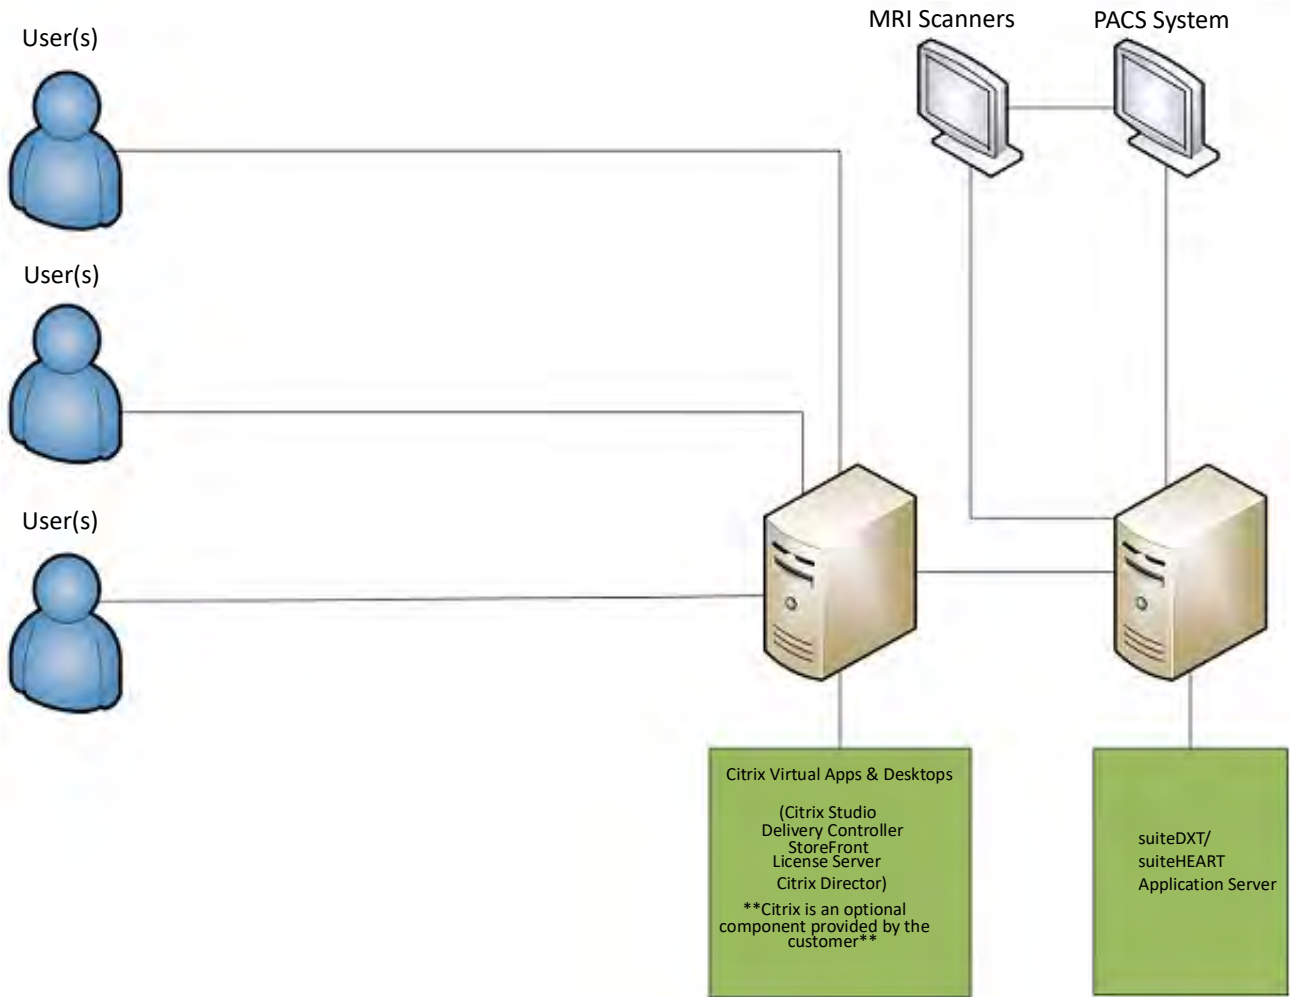 MRI Scanners
PACS System
User(s)
User(s)
User(s)
Citrix Virtual Apps & Desktops
(Citrix Studio
Delivery Controller
StoreFront
License Server
Citrix Director)
**Citrix is an optional
component provided by the
customer**
suiteDXT/
suiteHEART
Application Server